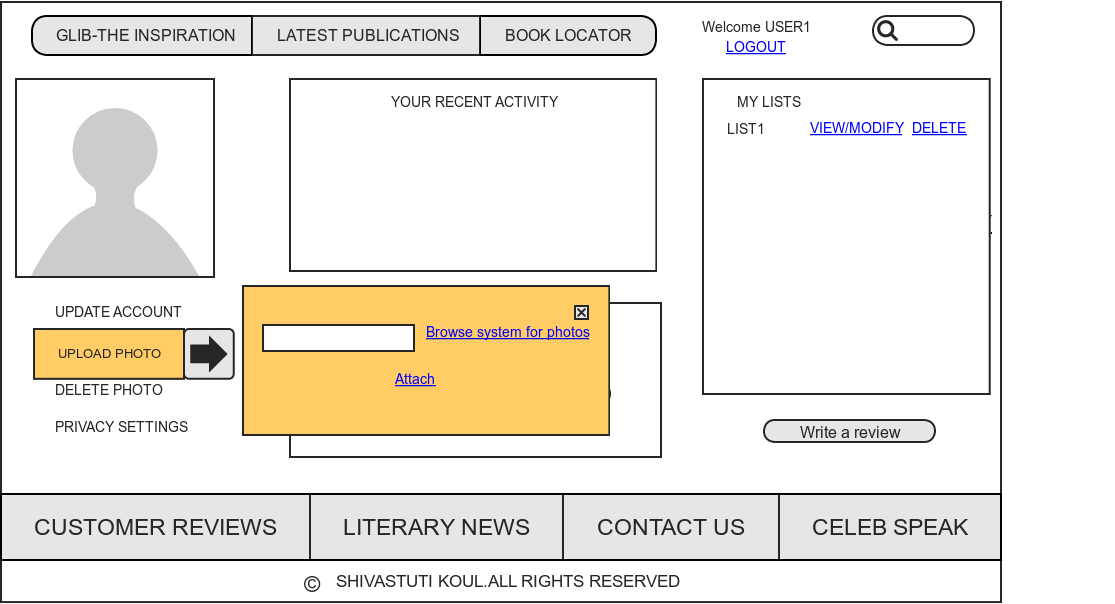 GLIB-THE INSPIRATION
LATEST PUBLICATIONS
BOOK LOCATOR
Welcome USER1
LOGOUT
YOUR RECENT ACTIVITY
MY LISTS
LIST1 VIEW/MODIFY DELETE
UPDATE ACCOUNT
UPLOAD PHOTO
DELETE PHOTO
PRIVACY SETTINGS
Browse system for photos
Attach
Write a review
CUSTOMER REVIEWS
LITERARY NEWS
CONTACT US
CELEB SPEAK
© SHIVASTUTI KOUL.ALL RIGHTS RESERVED